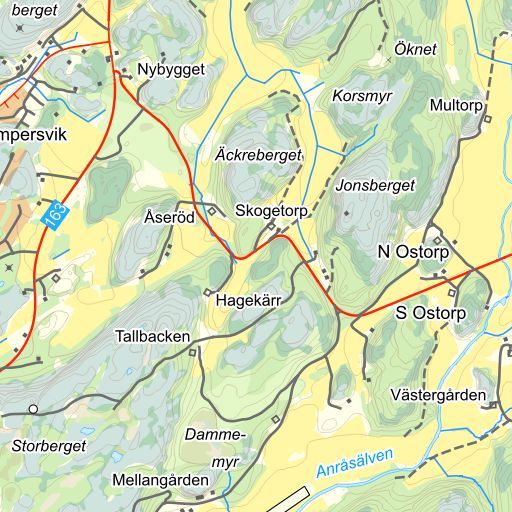 berget
Öknet
Nybygget
Korsmyr
Multorp
mpersvik
Äckreberget
Jonsberget
163
Åseröd
Skogetorp
N Ostorp
Hagekärr
S Ostorp
Tallbacken
Västergården
Storberget
Damme-
myr
Anråsälven
Mellangården